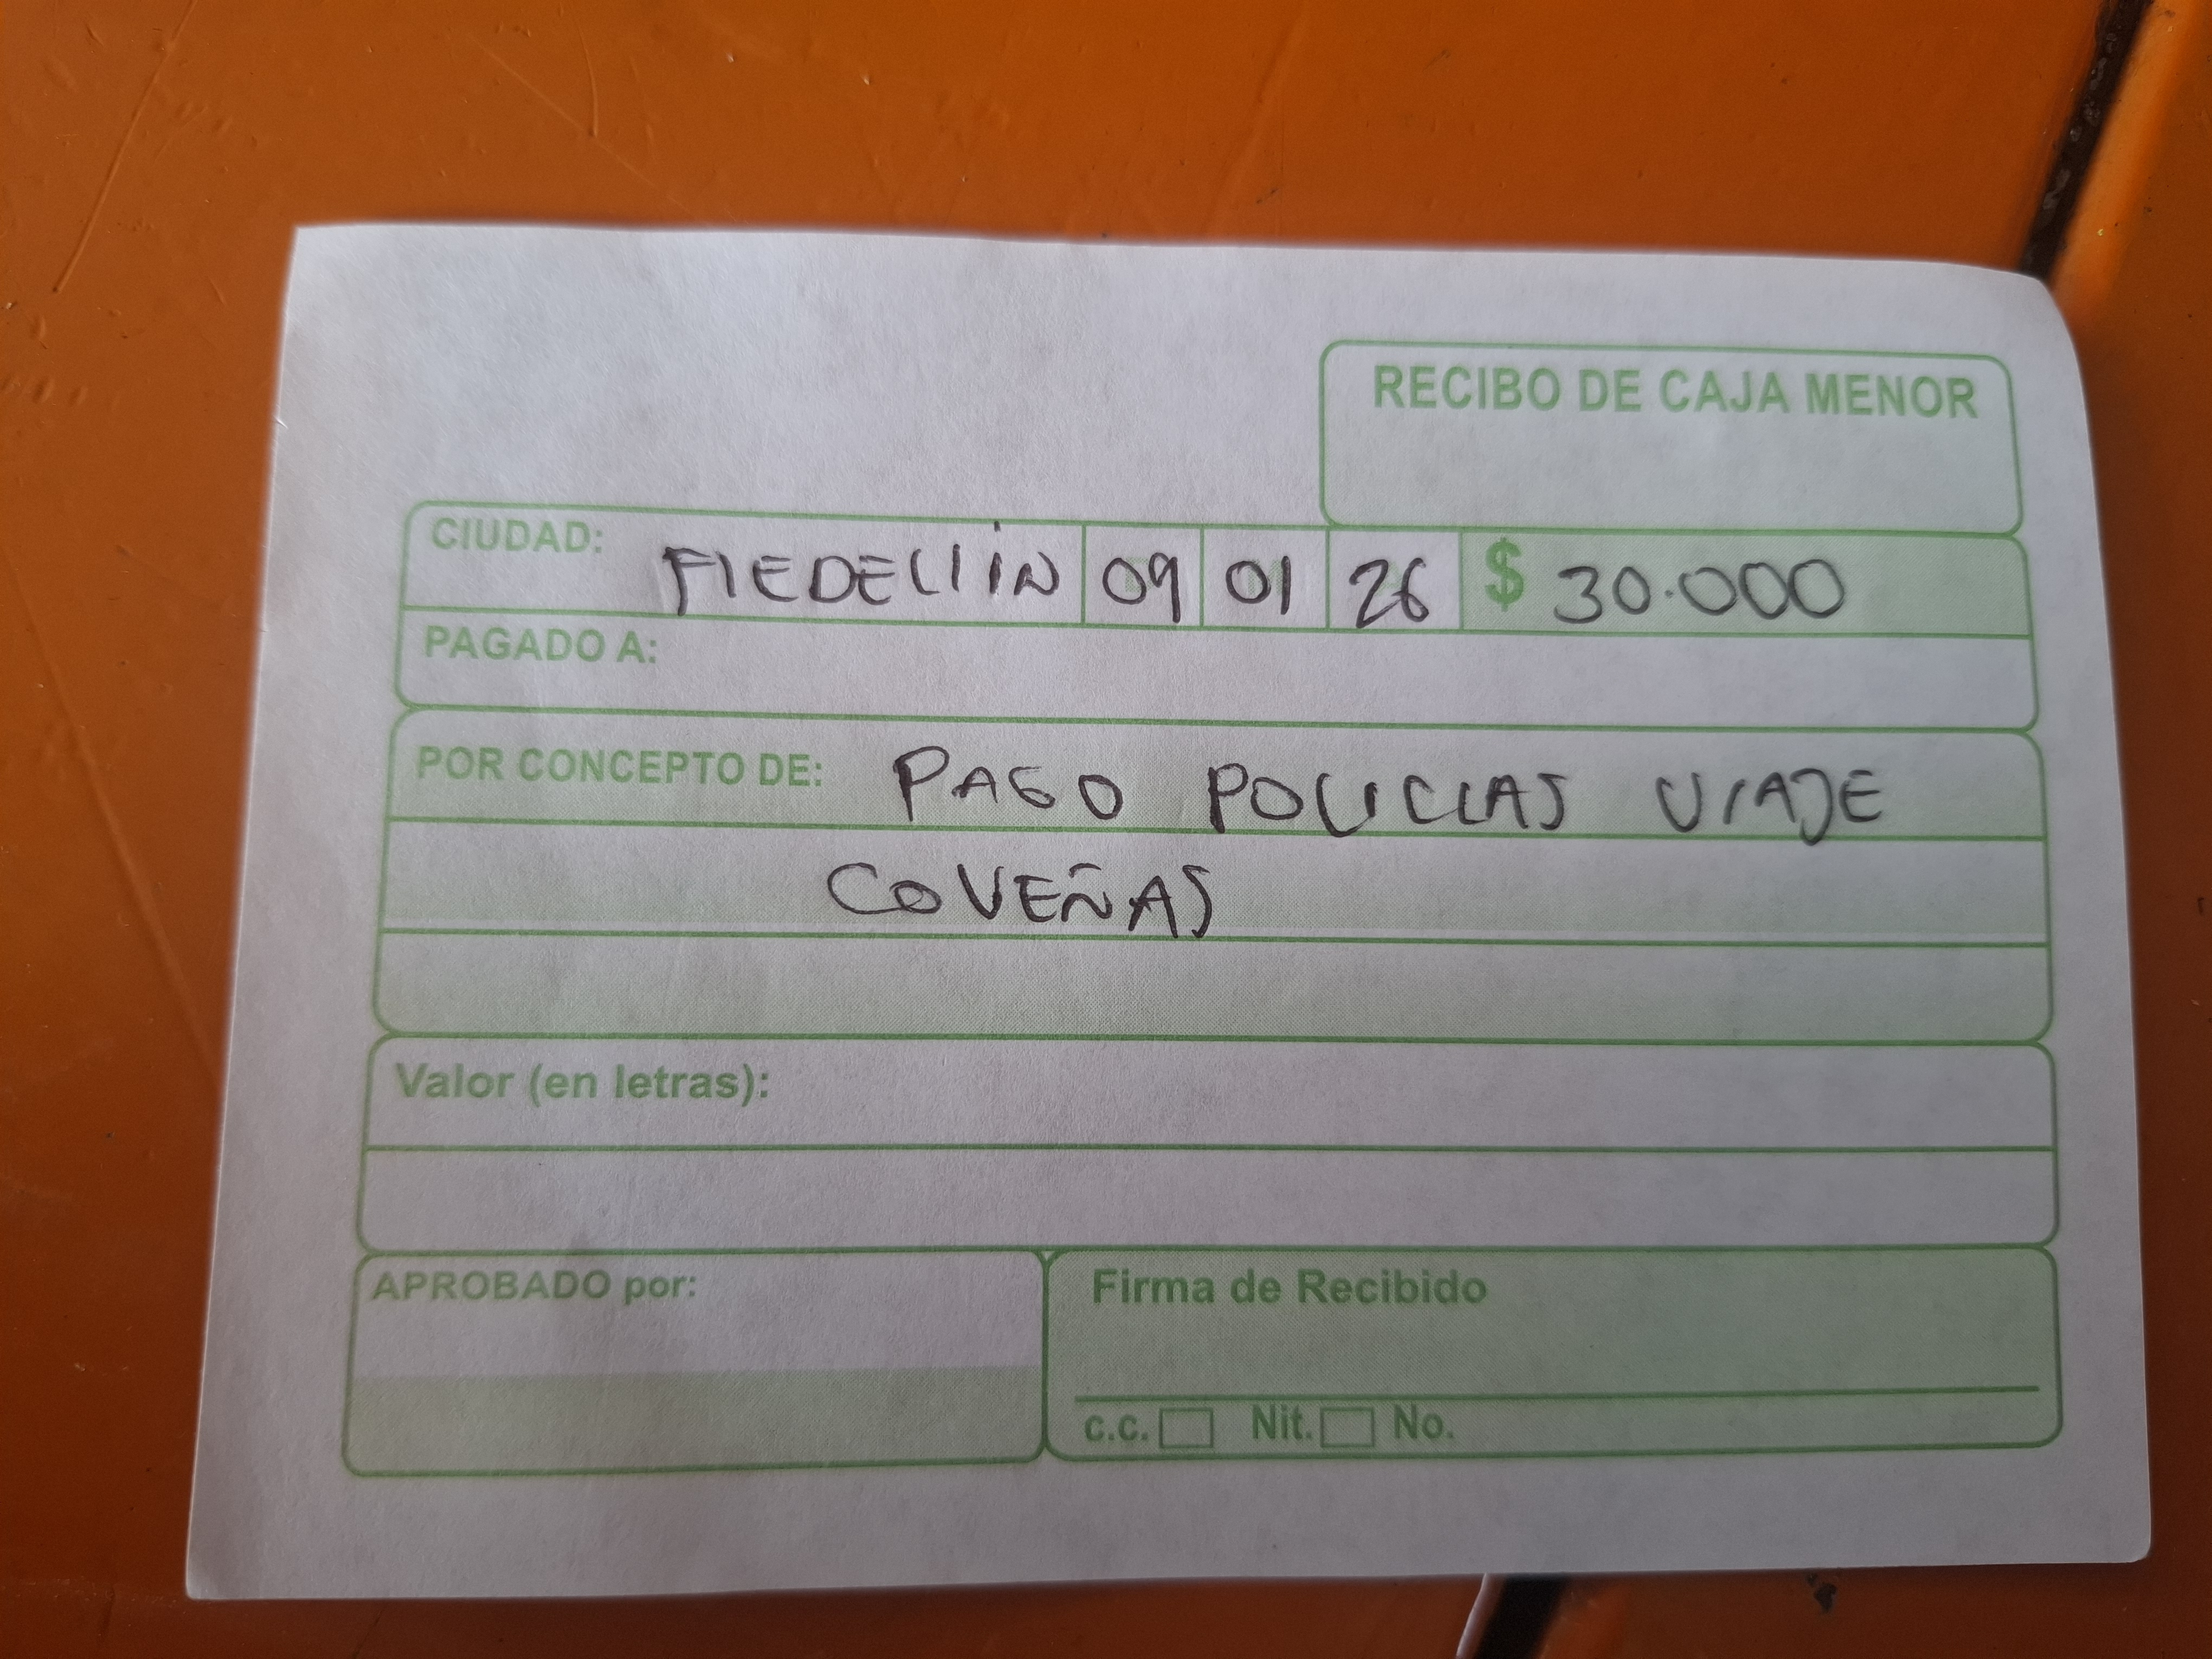 RECIBO DE CAJA MENOR
CIUDAD: MEDELLIN 09 01 26 $ 30.000
PAGADO A:
POR CONCEPTO DE: PAGO POLICIAS VIAJE
COVEÑAS
Valor (en letras):
APROBADO por:
Firma de Recibido
c.c. Nit. No.